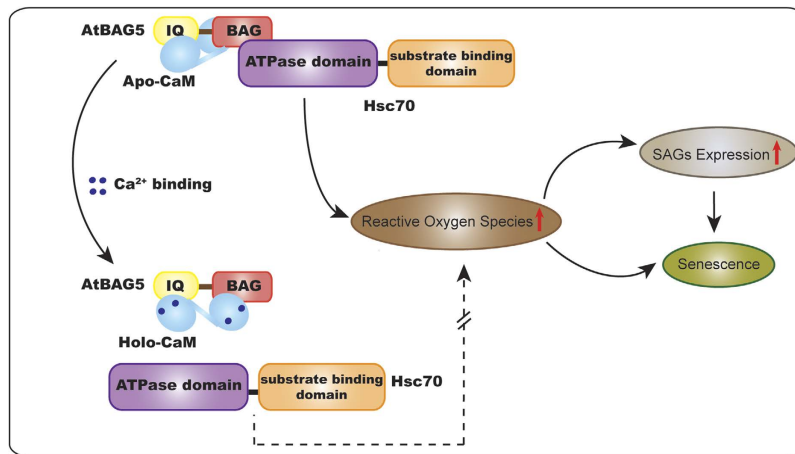 AtBAG5
IQ
BAG
ATPase domain
substrate binding
domain
Apo-CaM
Hsc70
SAGs Expression
Ca²⁺ binding
Reactive Oxygen Species
Senescence
AtBAG5
IQ
BAG
Holo-CaM
ATPase domain
substrate binding
domain
Hsc70